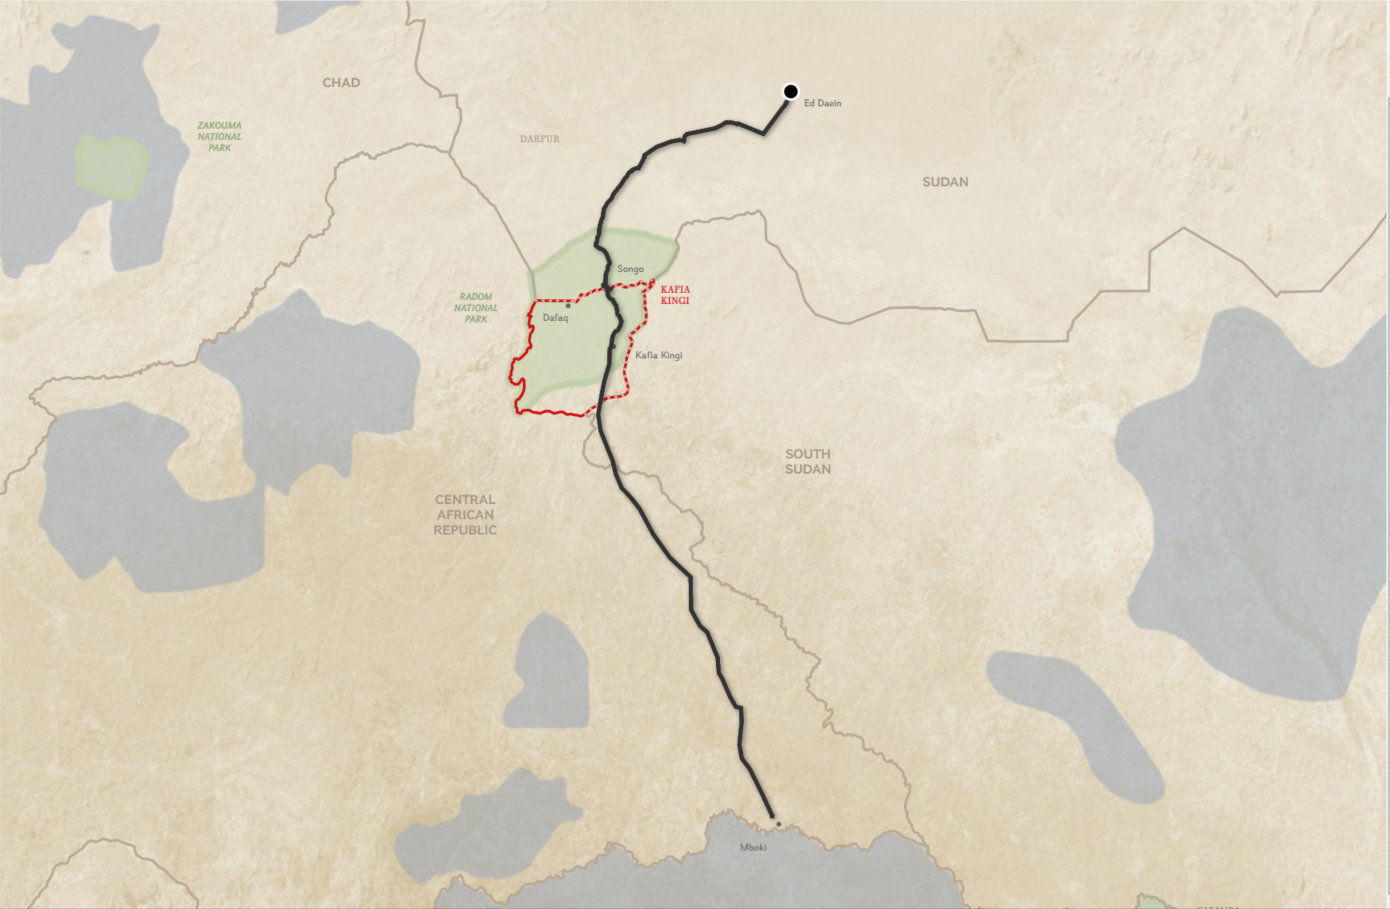 CHAD
Ed Daein
ZAKOUMA
NATIONAL
PARK
DARFUR
SUDAN
Songo
KAFIA
KINGI
RADOM
NATIONAL
PARK
Dafaq
Kafia Kingi
SOUTH
SUDAN
CENTRAL
AFRICAN
REPUBLIC
Mboki